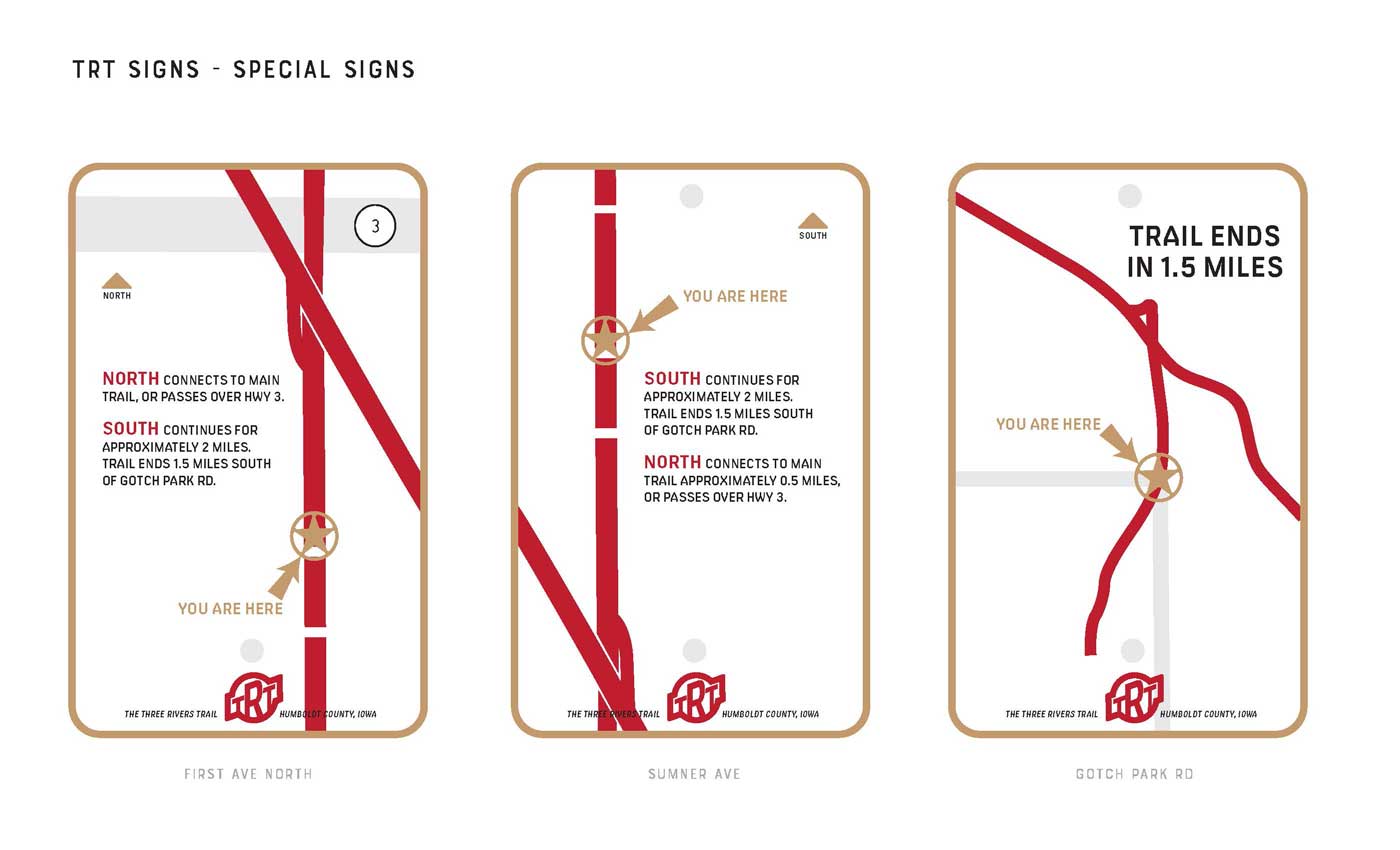 TRT SIGNS - SPECIAL SIGNS
3
NORTH
NORTH CONNECTS TO MAIN
TRAIL, OR PASSES OVER HWY 3.
SOUTH CONTINUES FOR
APPROXIMATELY 2 MILES.
TRAIL ENDS 1.5 MILES SOUTH
OF GOTCH PARK RD.
YOU ARE HERE
THE THREE RIVERS TRAIL TRT HUMBOLDT COUNTY, IOWA
FIRST AVE NORTH
SOUTH
YOU ARE HERE
SOUTH CONTINUES FOR
APPROXIMATELY 2 MILES.
TRAIL ENDS 1.5 MILES SOUTH
OF GOTCH PARK RD.
NORTH CONNECTS TO MAIN
TRAIL APPROXIMATELY 0.5 MILES,
OR PASSES OVER HWY 3.
THE THREE RIVERS TRAIL TRT HUMBOLDT COUNTY, IOWA
SUMNER AVE
TRAIL ENDS
IN 1.5 MILES
YOU ARE HERE
THE THREE RIVERS TRAIL TRT HUMBOLDT COUNTY, IOWA
GOTCH PARK RD